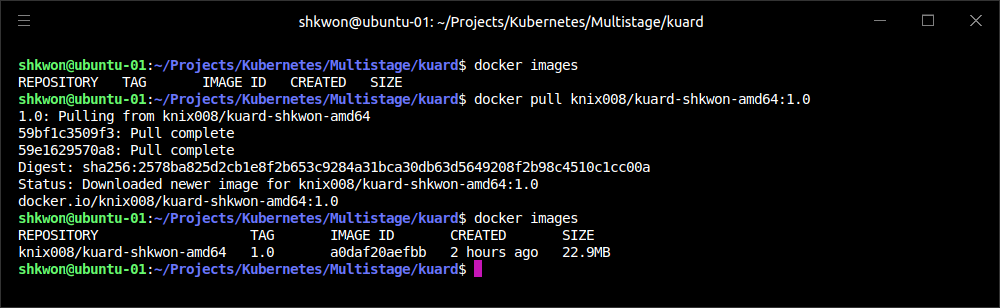 shkwon@ubuntu-01: ~/Projects/Kubernetes/Multistage/kuard
shkwon@ubuntu-01:~/Projects/Kubernetes/Multistage/kuard$ docker images
REPOSITORY   TAG       IMAGE ID   CREATED   SIZE
shkwon@ubuntu-01:~/Projects/Kubernetes/Multistage/kuard$ docker pull knix008/kuard-shkwon-amd64:1.0
1.0: Pulling from knix008/kuard-shkwon-amd64
59bf1c3509f3: Pull complete
59e1629570a8: Pull complete
Digest: sha256:2578ba825d2cb1e8f2b653c9284a31bca30db63d5649208f2b98c4510c1cc00a
Status: Downloaded newer image for knix008/kuard-shkwon-amd64:1.0
docker.io/knix008/kuard-shkwon-amd64:1.0
shkwon@ubuntu-01:~/Projects/Kubernetes/Multistage/kuard$ docker images
REPOSITORY                   TAG       IMAGE ID       CREATED       SIZE
knix008/kuard-shkwon-amd64   1.0       a0daf20aefbb   2 hours ago   22.9MB
shkwon@ubuntu-01:~/Projects/Kubernetes/Multistage/kuard$